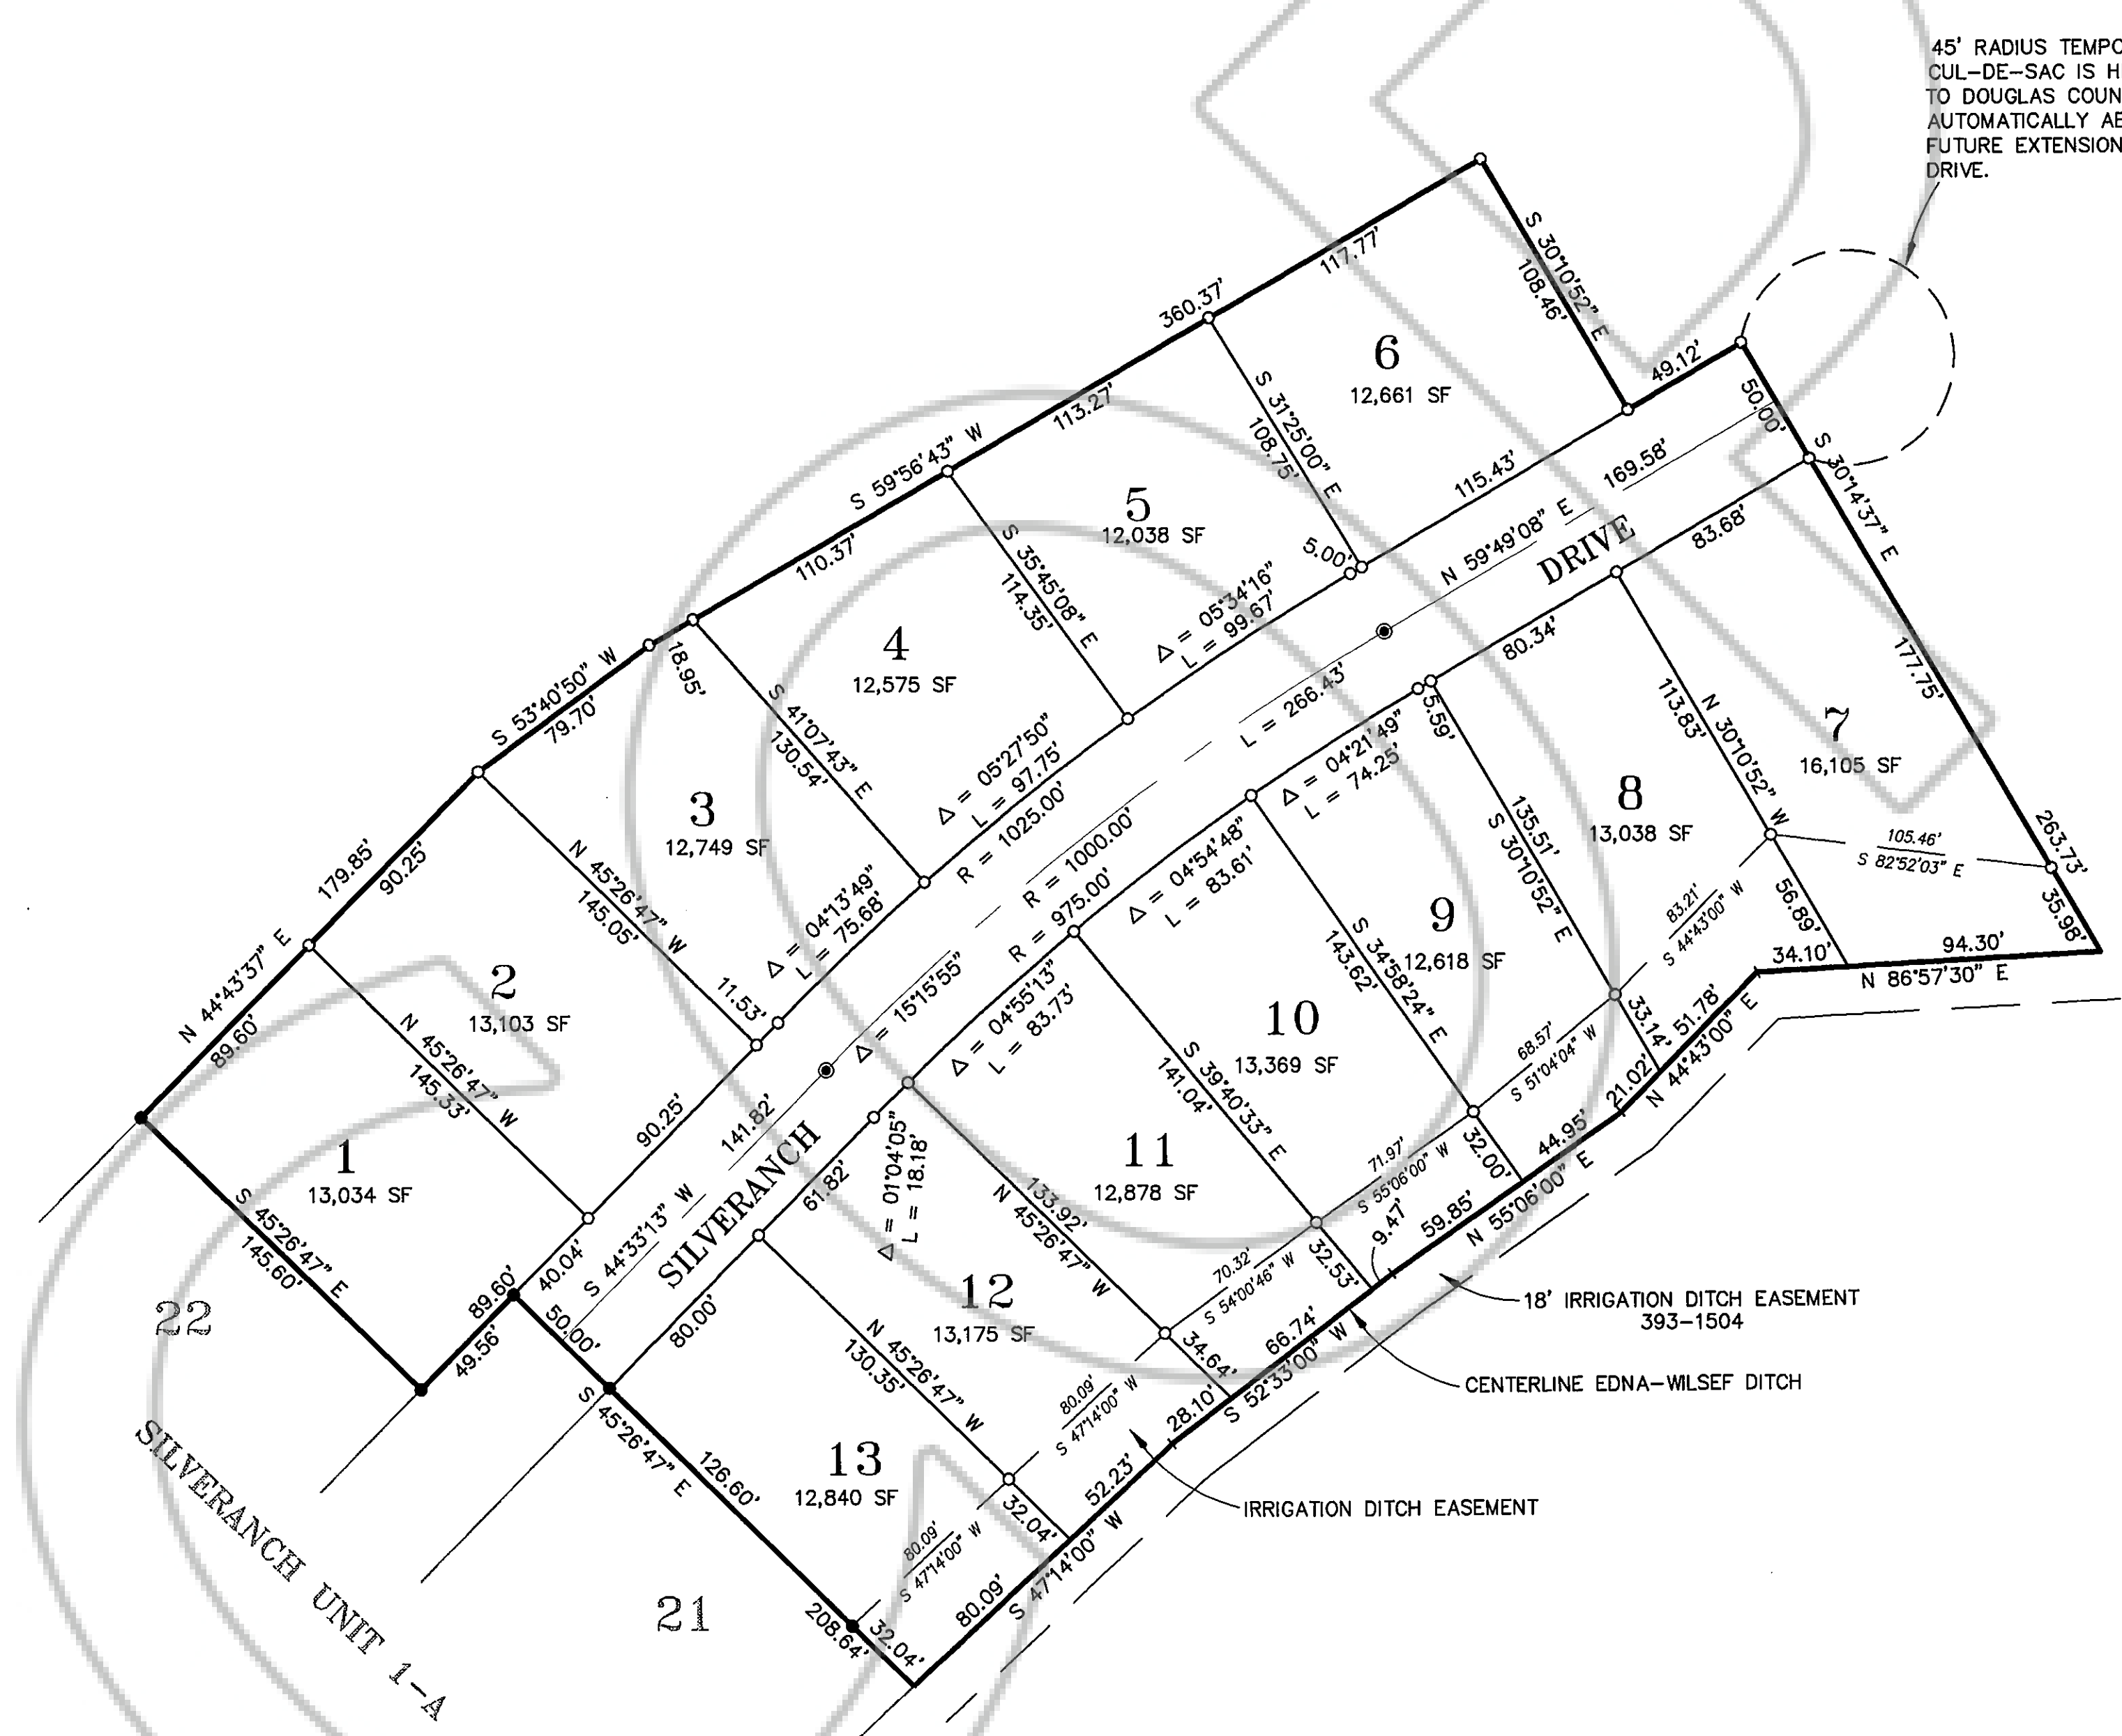 45' RADIUS TEMPO
CUL-DE-SAC IS H
TO DOUGLAS COUN
AUTOMATICALLY AB
FUTURE EXTENSION
DRIVE.
360.37'
S 59°56'43" W
117.77'
113.27'
110.37'
18.95'
S 53°40'50" W
79.70'
179.85'
90.25'
N 44°43'37" E
89.60'
S 30°10'52" E
108.46'
49.12'
50.00'
S 30°14'37" E
177.75'
263.73'
35.98'
6
12,661 SF
S 31°25'00" E
108.75'
115.43'
169.58'
N 59°49'08" E
DRIVE
83.68'
5
12,038 SF
S 35°45'08" E
114.35'
5.00'
Δ = 05°34'16"
L = 99.67'
4
12,575 SF
S 41°07'43" E
130.54'
Δ = 05°27'50"
L = 97.75'
R = 1025.00'
L = 266.43'
R = 1000.00'
R = 975.00'
3
12,749 SF
N 45°26'47" W
145.05'
Δ = 04°13'49"
L = 75.68'
11.53'
Δ = 15°15'55"
2
13,103 SF
N 45°26'47" W
145.33'
90.25'
141.82'
S 44°33'13" W
SILVERANCH
1
13,034 SF
S 45°26'47" E
145.60'
40.04'
89.60'
49.56'
50.00'
22
SILVERANCH UNIT 1-A
21
7
16,105 SF
N 30°10'52" W
113.83'
56.89'
105.46'
S 82°52'03" E
34.10'
94.30'
N 86°57'30" E
80.34'
5.59'
8
13,038 SF
135.51'
S 30°10'52" E
83.21'
S 44°43'00" W
33.14'
51.78'
21.02'
N 44°43'00" E
Δ = 04°21'49"
L = 74.25'
9
12,618 SF
S 34°58'24" E
143.62'
68.57'
S 51°04'04" W
32.00'
44.95'
N 55°06'00" E
59.85'
9.47'
Δ = 04°54'48"
L = 83.61'
10
13,369 SF
S 39°40'33" E
141.04'
71.97'
S 55°06'00" W
32.53'
Δ = 04°55'13"
L = 83.73'
11
12,878 SF
133.92'
N 45°26'47" W
70.32'
S 54°00'46" W
34.64'
66.74'
S 52°33'00" W
28.10'
Δ = 01°04'05"
L = 18.18'
61.82'
12
13,175 SF
N 45°26'47" W
130.35'
80.09'
S 47°14'00" W
32.04'
52.23'
80.00'
13
12,840 SF
126.60'
S 45°26'47" E
208.64'
32.04'
80.09'
S 47°14'00" W
80.09'
S 47°14'00" W
18' IRRIGATION DITCH EASEMENT
393-1504
CENTERLINE EDNA-WILSEF DITCH
IRRIGATION DITCH EASEMENT